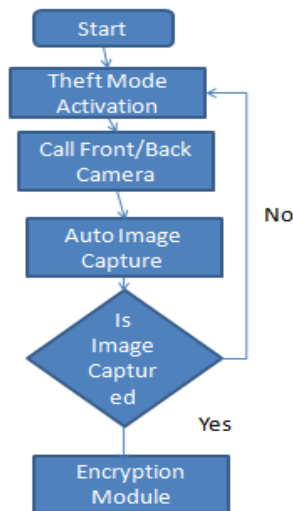 Start
Theft Mode
Activation
Call Front/Back
Camera
Auto Image
Capture
No
Is
Image
Captur
ed
Yes
Encryption
Module